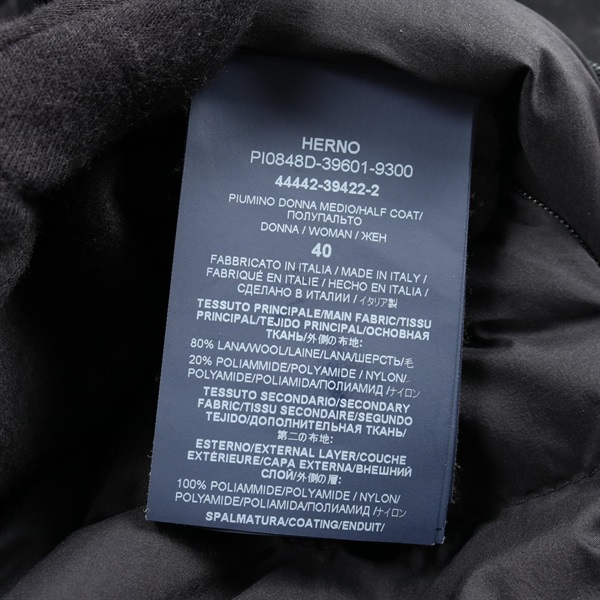 HERNO
PI0848D-39601-9300
44442-39422-2
PIUMINO DONNA MEDIO/HALF COAT/
ПОЛУПАЛЬТО
DONNA / WOMAN / ЖЕН
40
FABBRICATO IN ITALIA / MADE IN ITALY /
FABRIQUÉ EN ITALIE / HECHO EN ITALIA /
СДЕЛАНО В ИТАЛИИ / イタリア製
TESSUTO PRINCIPALE/MAIN FABRIC/TISSU
PRINCIPAL/TEJIDO PRINCIPAL/ОСНОВНАЯ
ТКАНЬ/外側の布地:
80% LANA/WOOL/LAINE/LANA/ШЕРСТЬ/毛
20% POLIAMMIDE/POLYAMIDE / NYLON/
POLYAMIDE/POLIAMIDA/ПОЛИАМИД /ナイロン
TESSUTO SECONDARIO/SECONDARY
FABRIC/TISSU SECONDAIRE/SEGUNDO
TEJIDO/ДОПОЛНИТЕЛЬНАЯ ТКАНЬ/
第二の布地:
ESTERNO/EXTERNAL LAYER/COUCHE
EXTÉRIEURE/CAPA EXTERNA/ВНЕШНИЙ
СЛОЙ/外側の層:
100% POLIAMMIDE/POLYAMIDE / NYLON/
POLYAMIDE/POLIAMIDA/ПОЛИАМИД /ナイロン
SPALMATURA/COATING/ENDUIT/